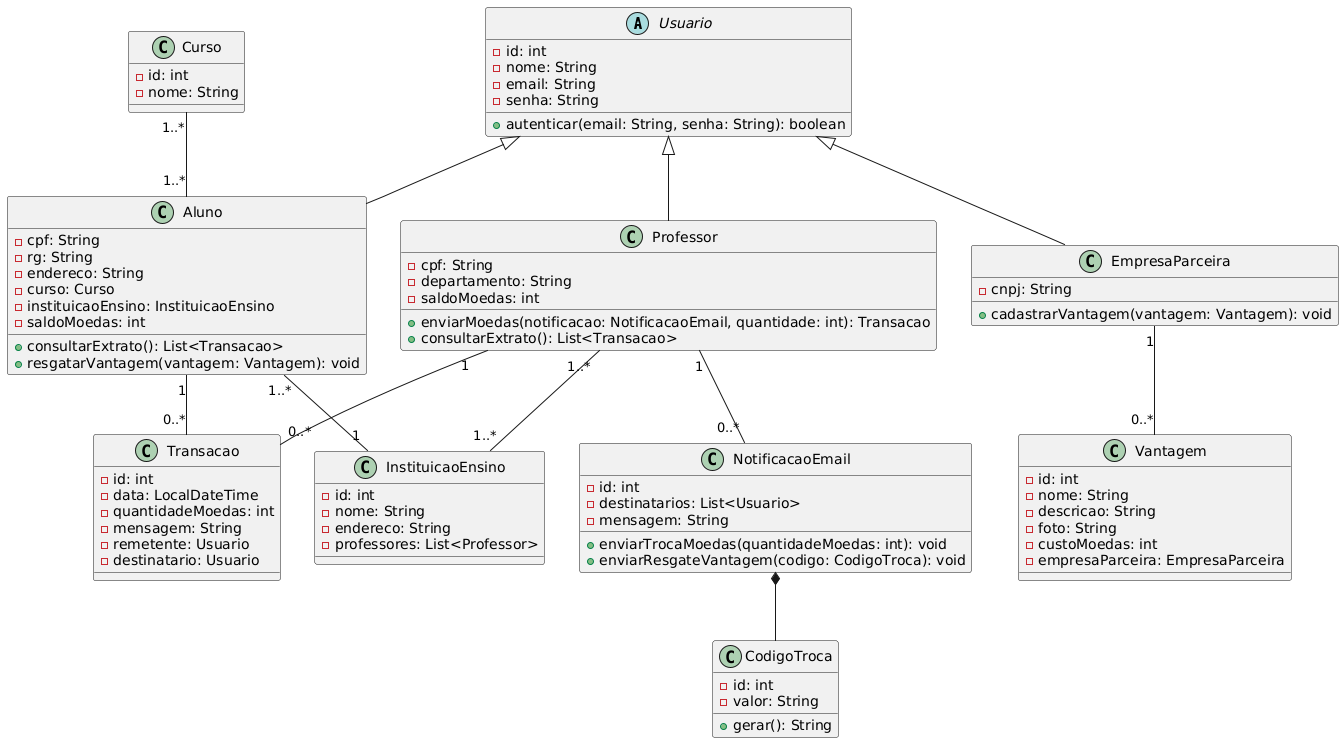 A Usuario
id: int
nome: String
email: String
senha: String
autenticar(email: String, senha: String): boolean
C Curso
id: int
nome: String
1..*
1..*
C Aluno
cpf: String
rg: String
endereco: String
curso: Curso
instituicaoEnsino: InstituicaoEnsino
saldoMoedas: int
consultarExtrato(): List<Transacao>
resgatarVantagem(vantagem: Vantagem): void
C Professor
cpf: String
departamento: String
saldoMoedas: int
enviarMoedas(notificacao: NotificacaoEmail, quantidade: int): Transacao
consultarExtrato(): List<Transacao>
C EmpresaParceira
cnpj: String
cadastrarVantagem(vantagem: Vantagem): void
1
0..*
1..*
1
1
0..*
1..*
1..*
1
0..*
1
0..*
C Transacao
id: int
data: LocalDateTime
quantidadeMoedas: int
mensagem: String
remetente: Usuario
destinatario: Usuario
C InstituicaoEnsino
id: int
nome: String
endereco: String
professores: List<Professor>
C NotificacaoEmail
id: int
destinatarios: List<Usuario>
mensagem: String
enviarTrocaMoedas(quantidadeMoedas: int): void
enviarResgateVantagem(codigo: CodigoTroca): void
C Vantagem
id: int
nome: String
descricao: String
foto: String
custoMoedas: int
empresaParceira: EmpresaParceira
C CodigoTroca
id: int
valor: String
gerar(): String